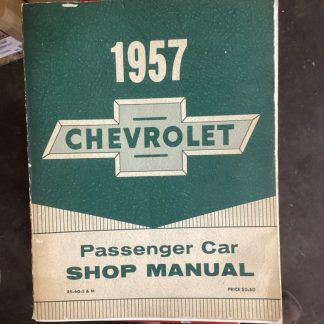 1957
CHEVROLET
Passenger Car
SHOP MANUAL
PRICE $2.50